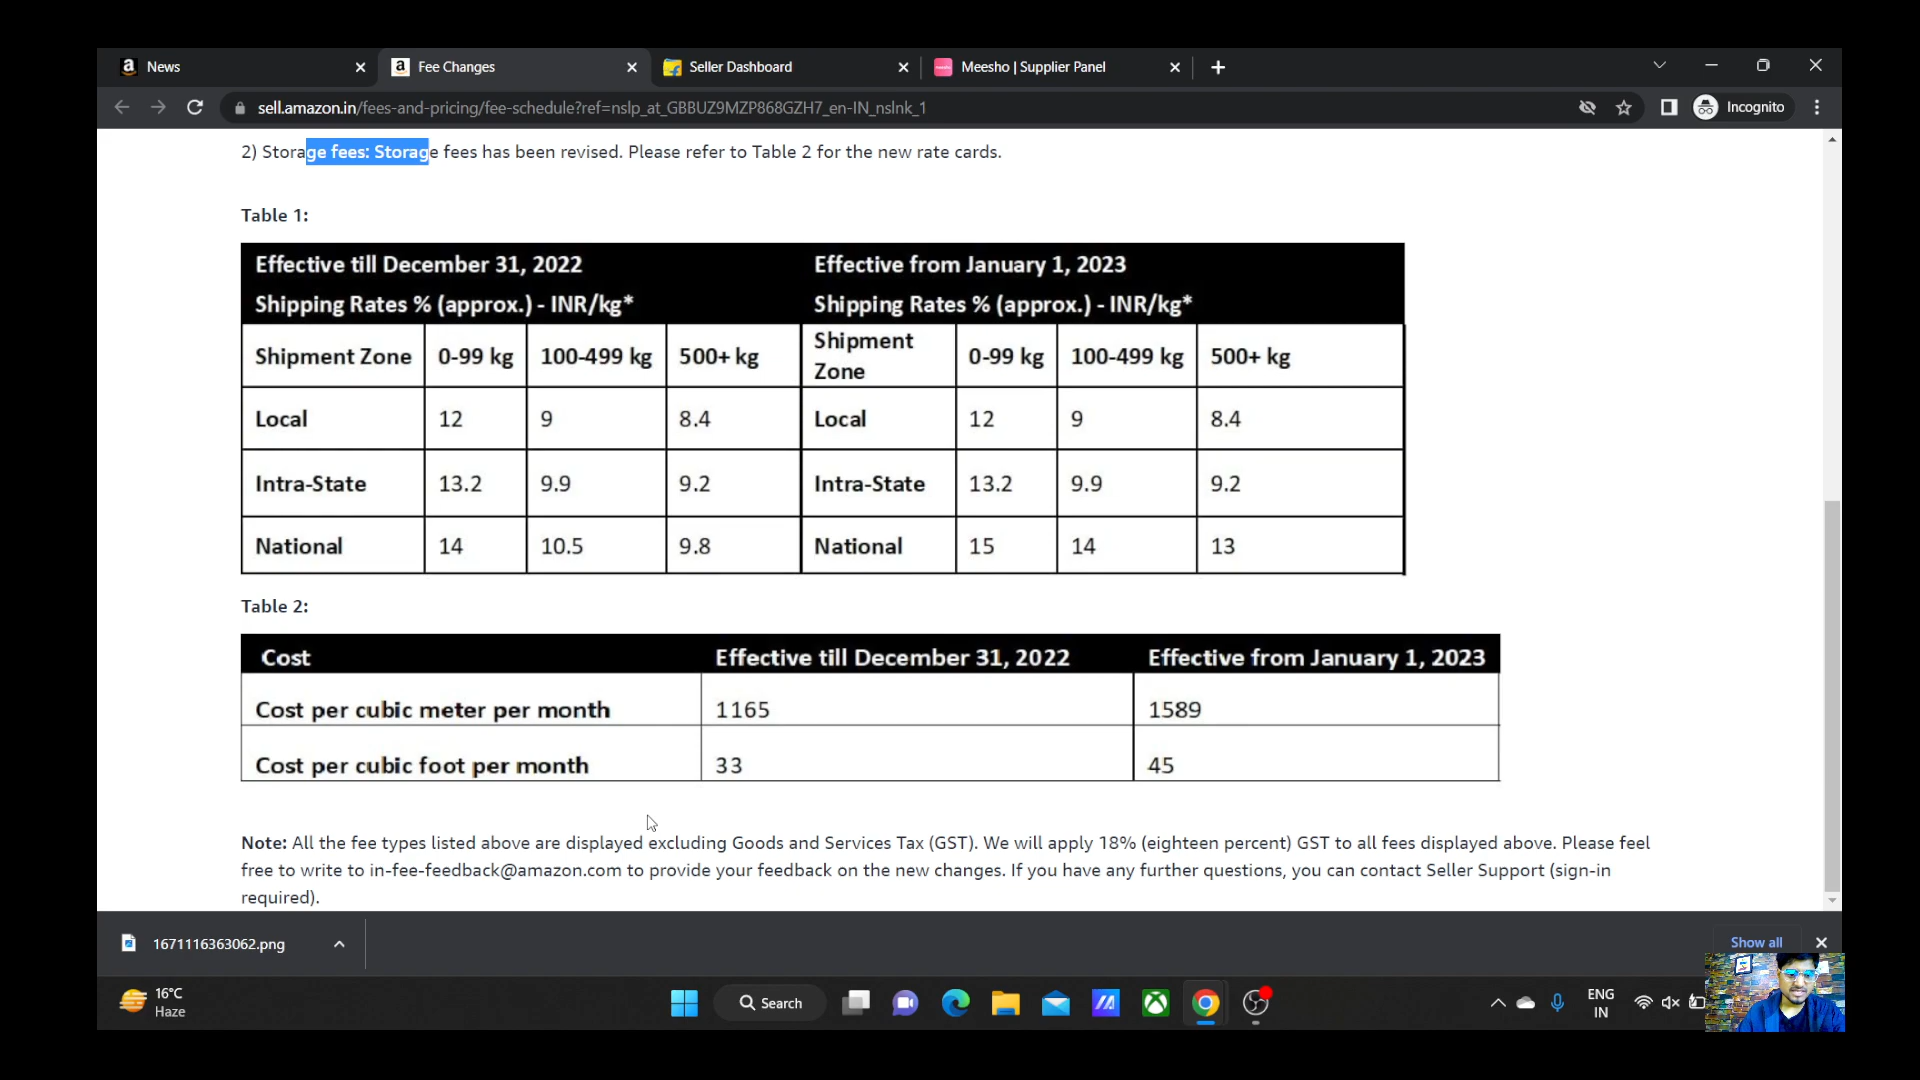 News
Fee Changes
Seller Dashboard
Meesho | Supplier Panel
sell.amazon.in/fees-and-pricing/fee-schedule?ref=nslp_at_GBBUZ9MZP868GZH7_en-IN_nslnk_1
Incognito
2) Storage fees: Storage fees has been revised. Please refer to Table 2 for the new rate cards.
Table 1:
Effective till December 31, 2022 Effective from January 1, 2023
Shipping Rates % (approx.) - INR/kg* Shipping Rates % (approx.) - INR/kg*
Shipment Zone 0-99 kg 100-499 kg 500+ kg Shipment Zone 0-99 kg 100-499 kg 500+ kg
Local 12 9 8.4 Local 12 9 8.4
Intra-State 13.2 9.9 9.2 Intra-State 13.2 9.9 9.2
National 14 10.5 9.8 National 15 14 13
Table 2:
Cost Effective till December 31, 2022 Effective from January 1, 2023
Cost per cubic meter per month 1165 1589
Cost per cubic foot per month 33 45
Note: All the fee types listed above are displayed excluding Goods and Services Tax (GST). We will apply 18% (eighteen percent) GST to all fees displayed above. Please feel
free to write to in-fee-feedback@amazon.com to provide your feedback on the new changes. If you have any further questions, you can contact Seller Support (sign-in
required).
1671116363062.png
Show all
16°C
Haze
Search
ENG
IN